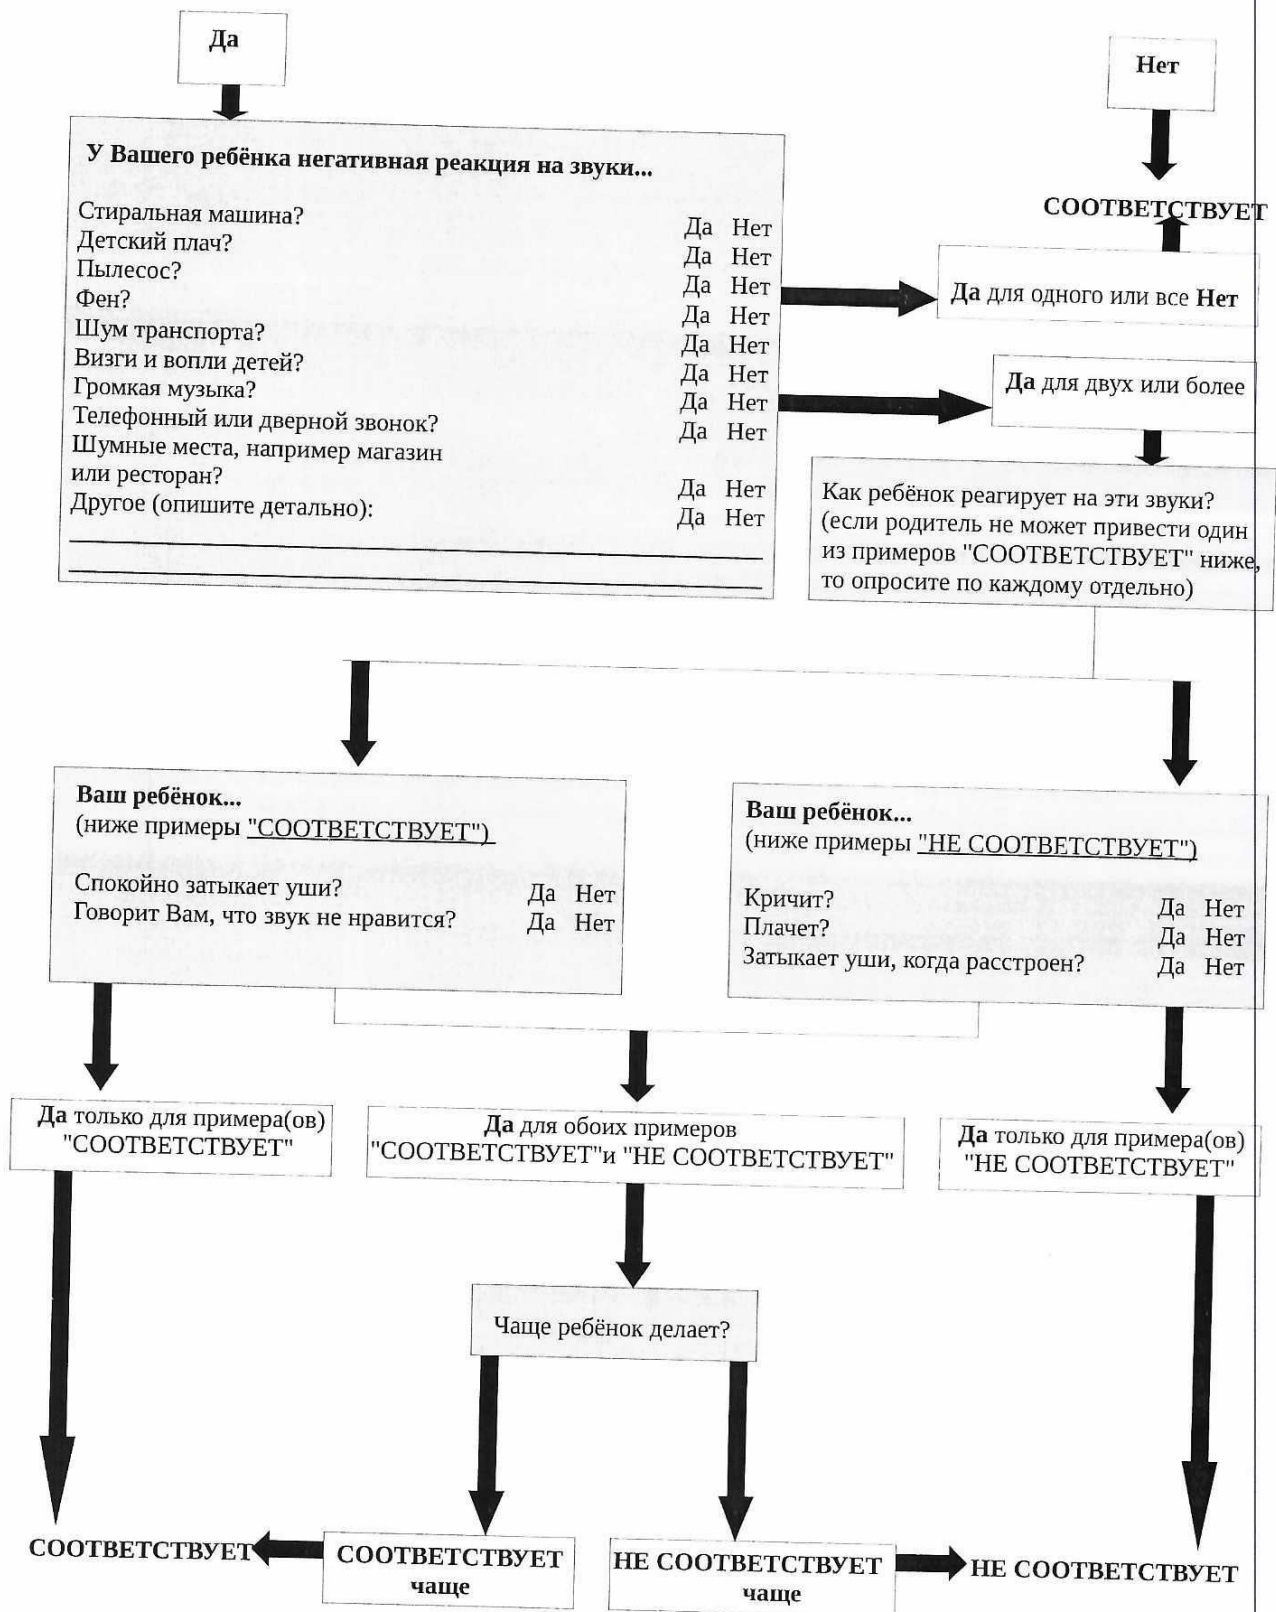 Да
Нет
У Вашего ребёнка негативная реакция на звуки...
Стиральная машина? Да Нет
Детский плач? Да Нет
Пылесос? Да Нет
Фен? Да Нет
Шум транспорта? Да Нет
Визги и вопли детей? Да Нет
Громкая музыка? Да Нет
Телефонный или дверной звонок? Да Нет
Шумные места, например магазин
или ресторан? Да Нет
Другое (опишите детально): Да Нет
СООТВЕТСТВУЕТ
Да для одного или все Нет
Да для двух или более
Как ребёнок реагирует на эти звуки?
(если родитель не может привести один
из примеров "СООТВЕТСТВУЕТ" ниже,
то опросите по каждому отдельно)
Ваш ребёнок...
(ниже примеры "СООТВЕТСТВУЕТ")
Спокойно затыкает уши? Да Нет
Говорит Вам, что звук не нравится? Да Нет
Ваш ребёнок...
(ниже примеры "НЕ СООТВЕТСТВУЕТ")
Кричит? Да Нет
Плачет? Да Нет
Затыкает уши, когда расстроен? Да Нет
Да только для примера(ов)
"СООТВЕТСТВУЕТ"
Да для обоих примеров
"СООТВЕТСТВУЕТ"и "НЕ СООТВЕТСТВУЕТ"
Да только для примера(ов)
"НЕ СООТВЕТСТВУЕТ"
Чаще ребёнок делает?
СООТВЕТСТВУЕТ
СООТВЕТСТВУЕТ
чаще
НЕ СООТВЕТСТВУЕТ
чаще
НЕ СООТВЕТСТВУЕТ